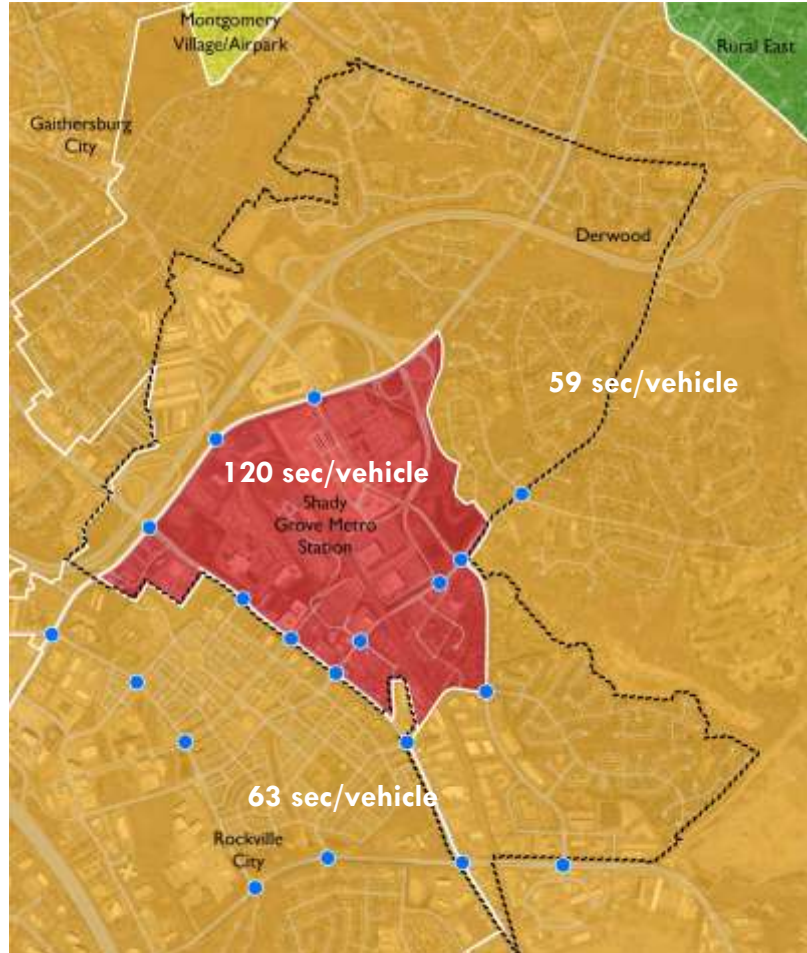 Montgomery
Village/Airpark
Rural East
Gaithersburg
City
Derwood
59 sec/vehicle
120 sec/vehicle
Shady
Grove Metro
Station
63 sec/vehicle
Rockville
City